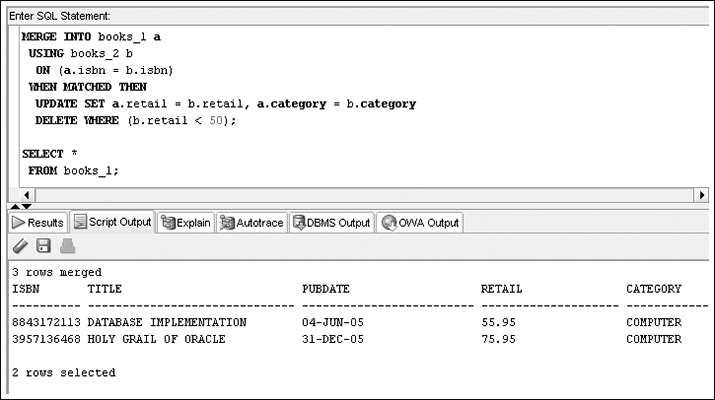 Enter SQL Statement:
MERGE INTO books_1 a
USING books_2 b
ON (a.isbn = b.isbn)
WHEN MATCHED THEN
UPDATE SET a.retail = b.retail, a.category = b.category
DELETE WHERE (b.retail < 50);
SELECT *
FROM books_1;
Results Script Output Explain Autotrace DBMS Output OWA Output
3 rows merged
ISBN TITLE PUBDATE RETAIL CATEGORY
---------- ------------------------------ ------------------------- ---------------------- ------------
8843172113 DATABASE IMPLEMENTATION 04-JUN-05 55.95 COMPUTER
3957136468 HOLY GRAIL OF ORACLE 31-DEC-05 75.95 COMPUTER
2 rows selected